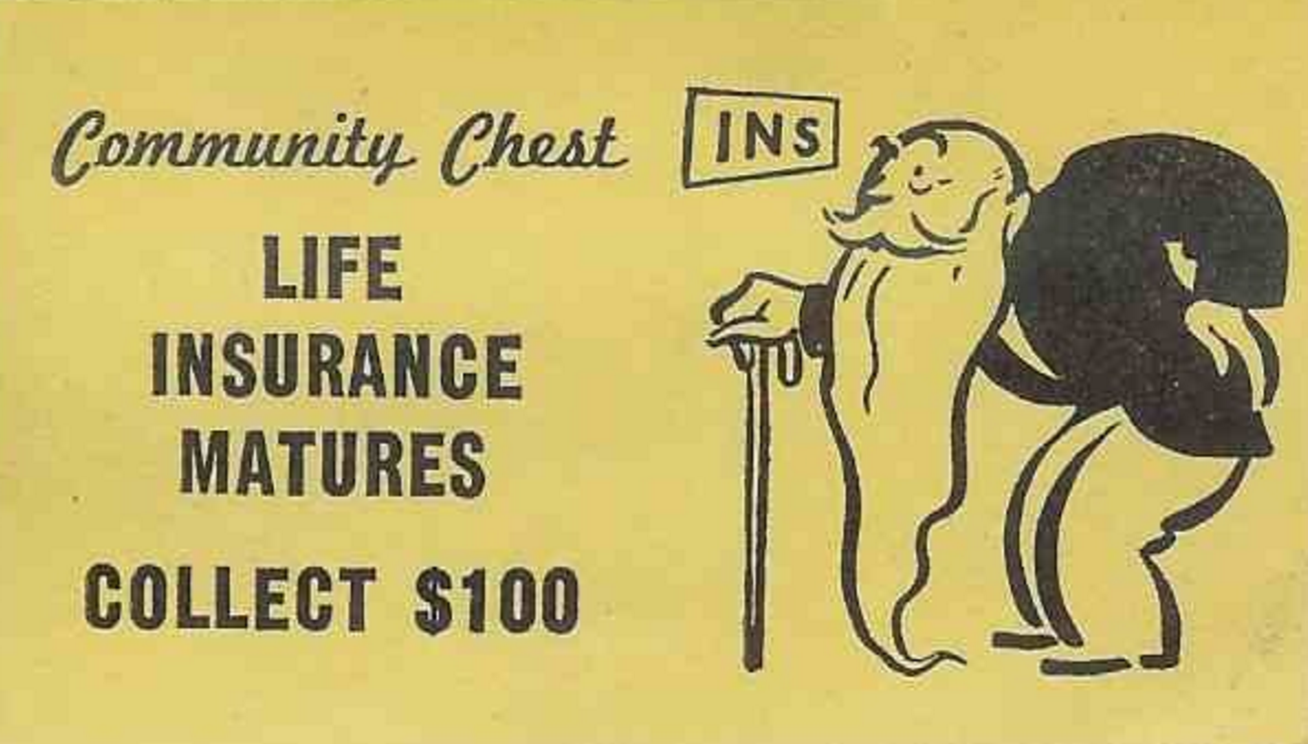 Community Chest
LIFE
INSURANCE
MATURES
COLLECT $100
INS